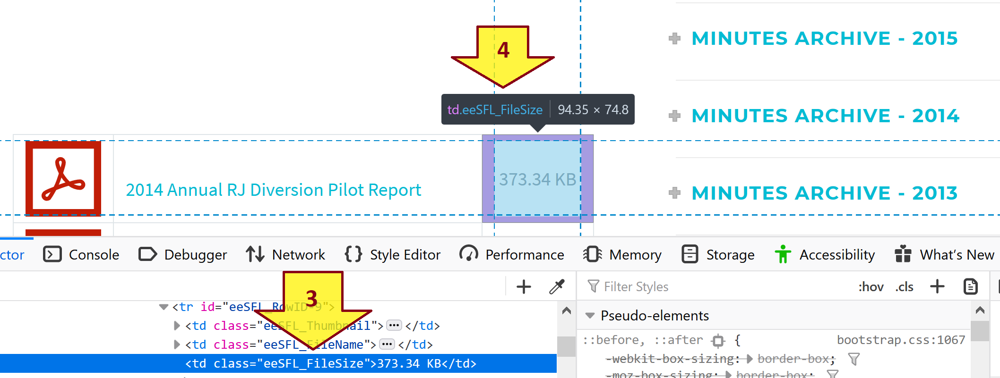 MINUTES ARCHIVE - 2015
4
td.eeSFL_FileSize 94.35 × 74.8
MINUTES ARCHIVE - 2014
2014 Annual RJ Diversion Pilot Report
373.34 KB
MINUTES ARCHIVE - 2013
ctor Console Debugger Network Style Editor Performance Memory Storage Accessibility What's New
3
Filter Styles :hov .cls
<tr id="eeSFL_RowID-9">
Pseudo-elements
<td class="eeSFL_Thumbnail">···</td>
::before, ::after { bootstrap.css:1067
<td class="eeSFL_FileName">···</td>
-webkit-box-sizing: border-box;
<td class="eeSFL_FileSize">373.34 KB</td>
-moz-box-sizing: border-box;